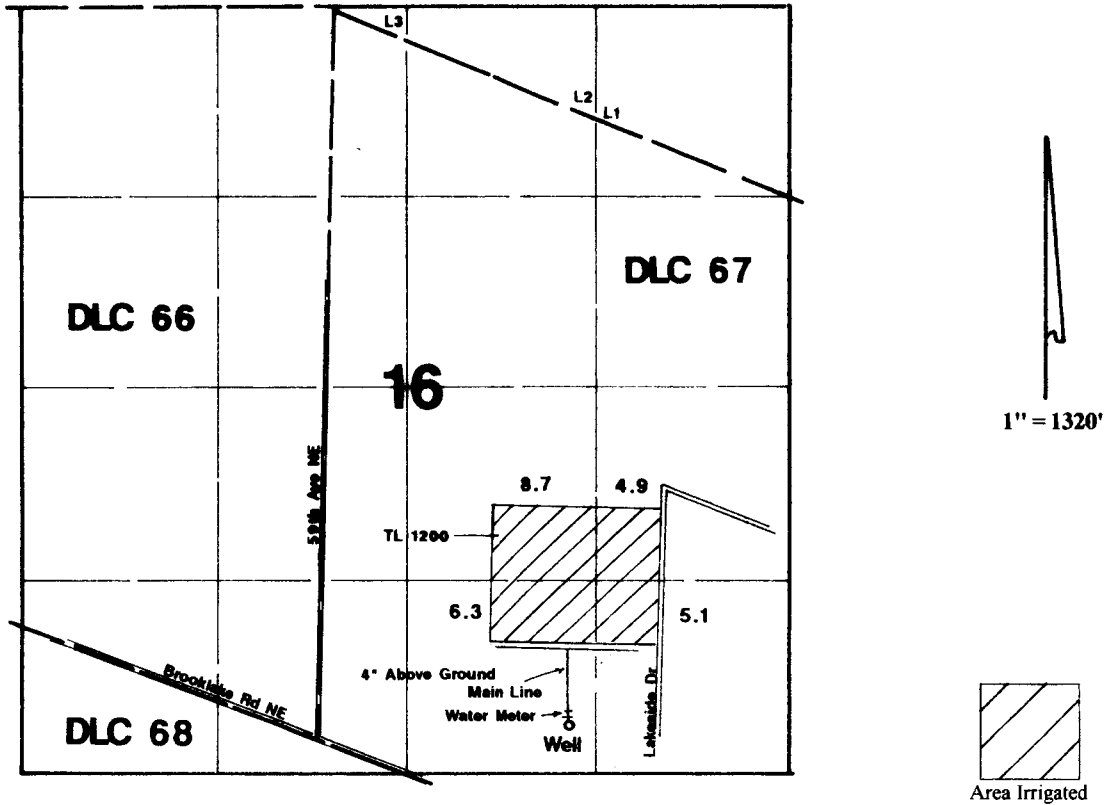 L3
L2
L1
DLC 67
DLC 66
16
1" = 1320'
59th Ave NE
8.7
4.9
TL 1200
6.3
5.1
4" Above Ground
Main Line
Water Meter
Well
Lakeside Dr
Brooklake Rd NE
DLC 68
Area Irrigated